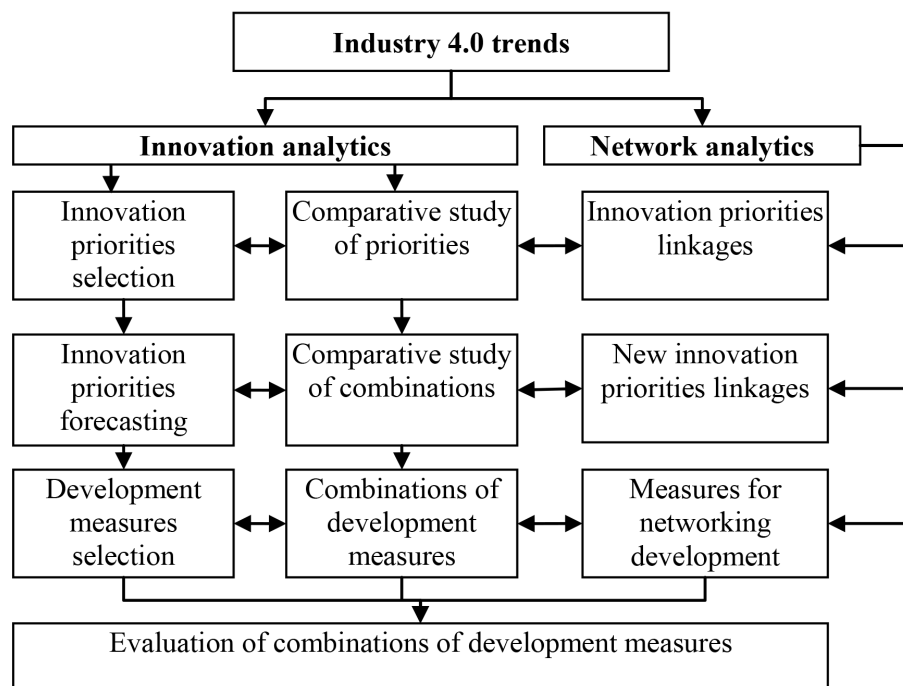 Industry 4.0 trends
Innovation analytics
Network analytics
Innovation
priorities
selection
Comparative study
of priorities
Innovation priorities
linkages
Innovation
priorities
forecasting
Comparative study
of combinations
New innovation
priorities linkages
Development
measures
selection
Combinations of
development
measures
Measures for
networking
development
Evaluation of combinations of development measures